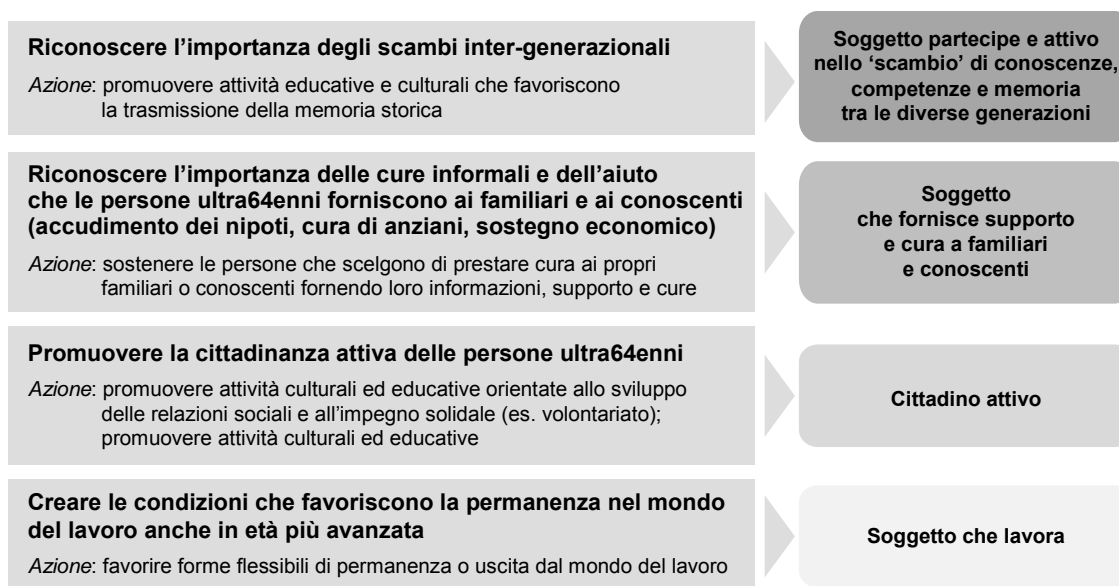 Riconoscere l’importanza degli scambi inter-generazionali
Azione: promuovere attività educative e culturali che favoriscono
la trasmissione della memoria storica
Soggetto partecipe e attivo
nello ‘scambio’ di conoscenze,
competenze e memoria
tra le diverse generazioni
Riconoscere l’importanza delle cure informali e dell’aiuto
che le persone ultra64enni forniscono ai familiari e ai conoscenti
(accudimento dei nipoti, cura di anziani, sostegno economico)
Azione: sostenere le persone che scelgono di prestare cura ai propri
familiari o conoscenti fornendo loro informazioni, supporto e cure
Soggetto
che fornisce supporto
e cura a familiari
e conoscenti
Promuovere la cittadinanza attiva delle persone ultra64enni
Azione: promuovere attività culturali ed educative orientate allo sviluppo
delle relazioni sociali e all’impegno solidale (es. volontariato);
promuovere attività culturali ed educative
Cittadino attivo
Creare le condizioni che favoriscono la permanenza nel mondo
del lavoro anche in età più avanzata
Azione: favorire forme flessibili di permanenza o uscita dal mondo del lavoro
Soggetto che lavora